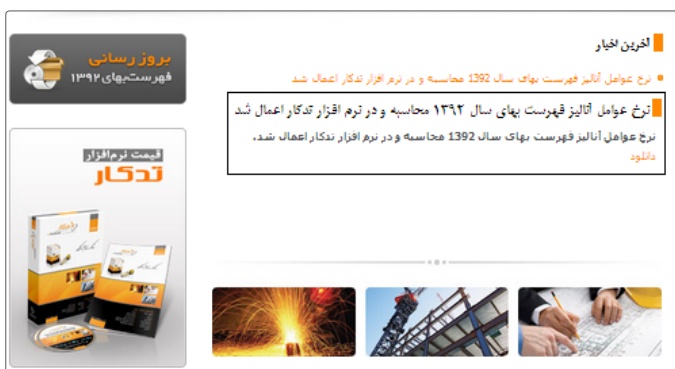 آخرین اخبار
نرخ عوامل آنالیز فهرست بهای سال 1392 محاسبه و در نرم افزار تدکار اعمال شد
نرخ عوامل آنالیز فهرست بهای سال ۱۳۹۲ محاسبه و در نرم افزار تدکار اعمال شد
نرخ عوامل آنالیز فهرست بهای سال 1392 محاسبه و در نرم افزار تدکار اعمال شد.
دانلود
بروز رسانی
فهرست‌بهای ۱۳۹۲
قیمت نرم‌افزار
تدکار